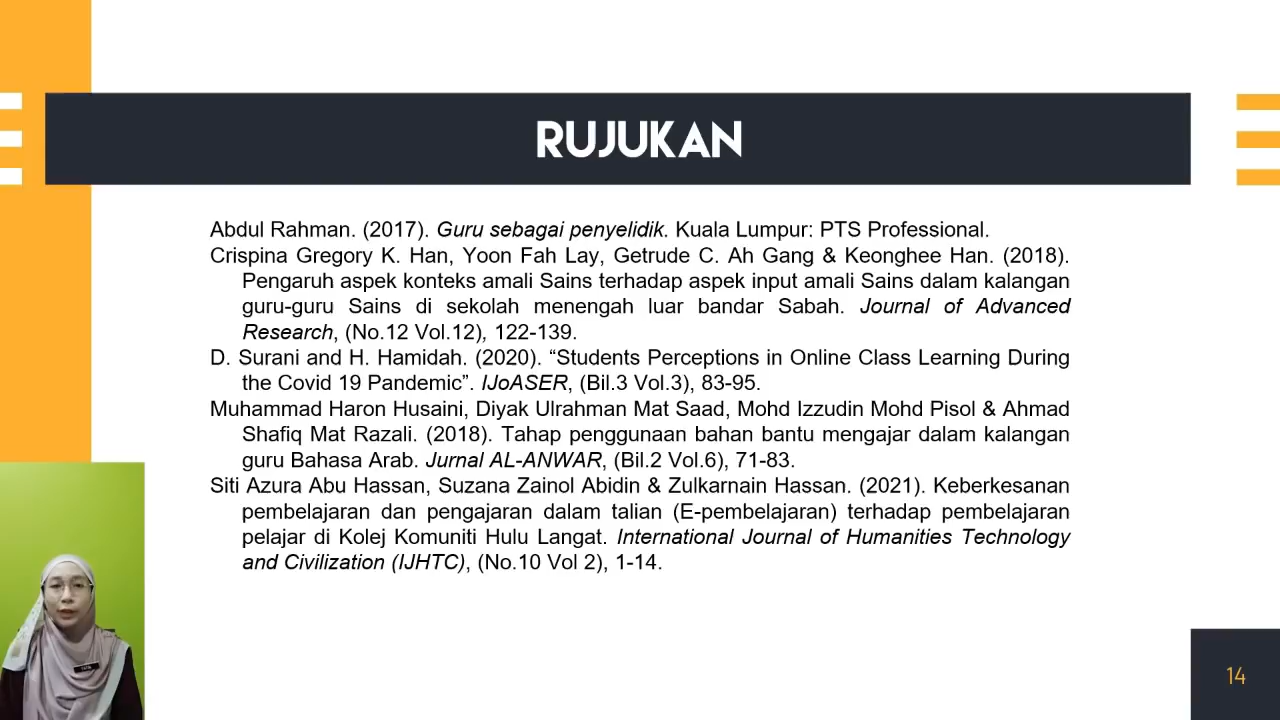 RUJUKAN
Abdul Rahman. (2017). Guru sebagai penyelidik. Kuala Lumpur: PTS Professional.
Crispina Gregory K. Han, Yoon Fah Lay, Getrude C. Ah Gang & Keonghee Han. (2018).
Pengaruh aspek konteks amali Sains terhadap aspek input amali Sains dalam kalangan
guru-guru Sains di sekolah menengah luar bandar Sabah. Journal of Advanced
Research, (No.12 Vol.12), 122-139.
D. Surani and H. Hamidah. (2020). “Students Perceptions in Online Class Learning During
the Covid 19 Pandemic”. IJoASER, (Bil.3 Vol.3), 83-95.
Muhammad Haron Husaini, Diyak Ulrahman Mat Saad, Mohd Izzudin Mohd Pisol & Ahmad
Shafiq Mat Razali. (2018). Tahap penggunaan bahan bantu mengajar dalam kalangan
guru Bahasa Arab. Jurnal AL-ANWAR, (Bil.2 Vol.6), 71-83.
Siti Azura Abu Hassan, Suzana Zainol Abidin & Zulkarnain Hassan. (2021). Keberkesanan
pembelajaran dan pengajaran dalam talian (E-pembelajaran) terhadap pembelajaran
pelajar di Kolej Komuniti Hulu Langat. International Journal of Humanities Technology
and Civilization (IJHTC), (No.10 Vol 2), 1-14.
14